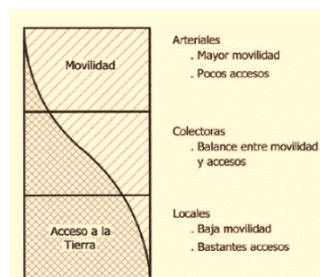 Movilidad
Acceso a la
Tierra
Arteriales
. Mayor movilidad
. Pocos accesos
Colectoras
. Balance entre movilidad
y accesos
Locales
. Baja movilidad
. Bastantes accesos